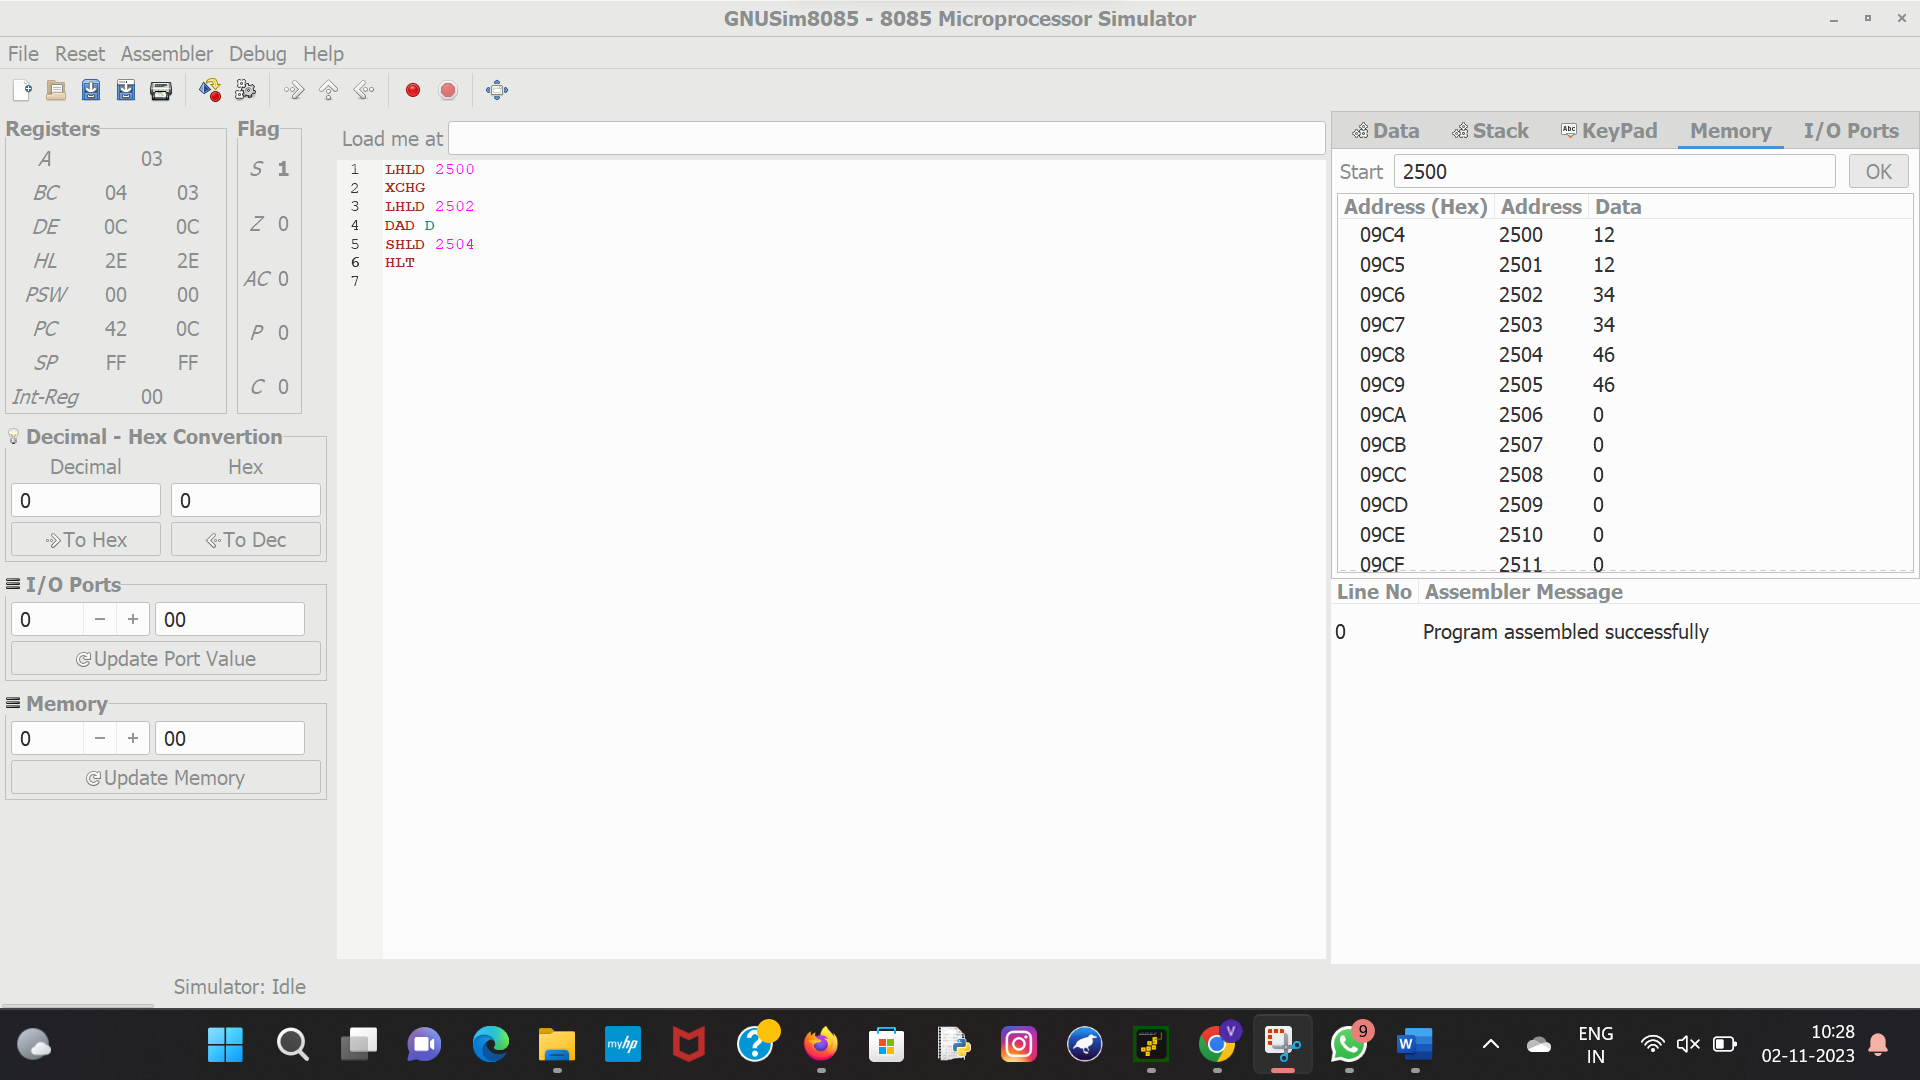 GNUSim8085 - 8085 Microprocessor Simulator
File Reset Assembler Debug Help
Registers
A 03
BC 04 03
DE 0C 0C
HL 2E 2E
PSW 00 00
PC 42 0C
SP FF FF
Int-Reg 00
Flag
S 1
Z 0
AC 0
P 0
C 0
Decimal - Hex Convertion
Decimal Hex
0 0
To Hex To Dec
I/O Ports
0 − + 00
Update Port Value
Memory
0 − + 00
Update Memory
Load me at
1 LHLD 2500
2 XCHG
3 LHLD 2502
4 DAD D
5 SHLD 2504
6 HLT
7
Data Stack Abc KeyPad Memory I/O Ports
Start 2500 OK
Address (Hex) Address Data
09C4 2500 12
09C5 2501 12
09C6 2502 34
09C7 2503 34
09C8 2504 46
09C9 2505 46
09CA 2506 0
09CB 2507 0
09CC 2508 0
09CD 2509 0
09CE 2510 0
09CF 2511 0
Line No Assembler Message
0 Program assembled successfully
Simulator: Idle
myhp ? V 9 W
ENG
IN
10:28
02-11-2023